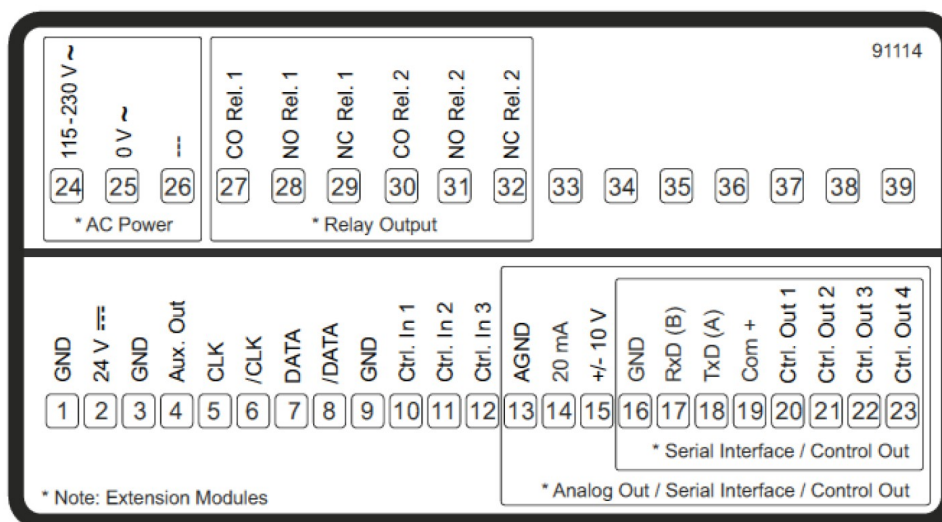 91114
115 - 230 V ~
0 V ~
---
CO Rel. 1
NO Rel. 1
NC Rel. 1
CO Rel. 2
NO Rel. 2
NC Rel. 2
24 25 26 27 28 29 30 31 32 33 34 35 36 37 38 39
* AC Power
* Relay Output
GND
24 V ⎓
GND
Aux. Out
CLK
/CLK
DATA
/DATA
GND
Ctrl. In 1
Ctrl. In 2
Ctrl. In 3
AGND
20 mA
+/- 10 V
GND
RxD (B)
TxD (A)
Com +
Ctrl. Out 1
Ctrl. Out 2
Ctrl. Out 3
Ctrl. Out 4
1 2 3 4 5 6 7 8 9 10 11 12 13 14 15 16 17 18 19 20 21 22 23
* Serial Interface / Control Out
* Note: Extension Modules
* Analog Out / Serial Interface / Control Out